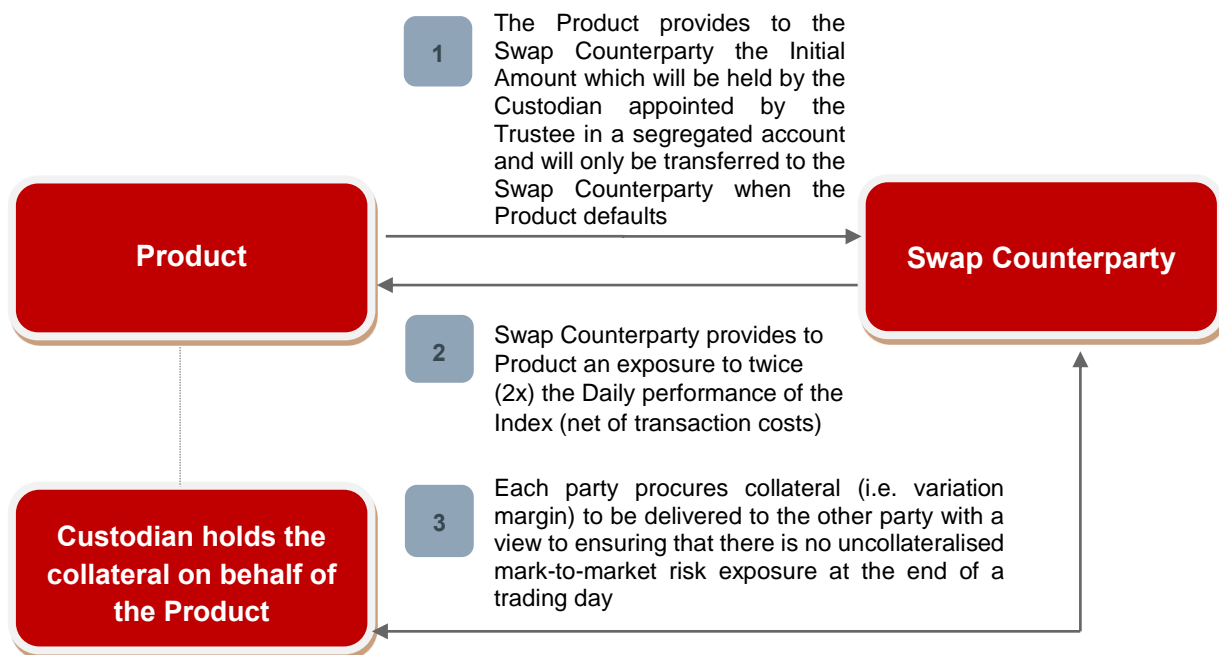 1
The Product provides to the
Swap Counterparty the Initial
Amount which will be held by the
Custodian appointed by the
Trustee in a segregated account
and will only be transferred to the
Swap Counterparty when the
Product defaults
Product
Swap Counterparty
2
Swap Counterparty provides to
Product an exposure to twice
(2x) the Daily performance of the
Index (net of transaction costs)
3
Each party procures collateral (i.e. variation
margin) to be delivered to the other party with a
view to ensuring that there is no uncollateralised
mark-to-market risk exposure at the end of a
trading day
Custodian holds the
collateral on behalf of
the Product